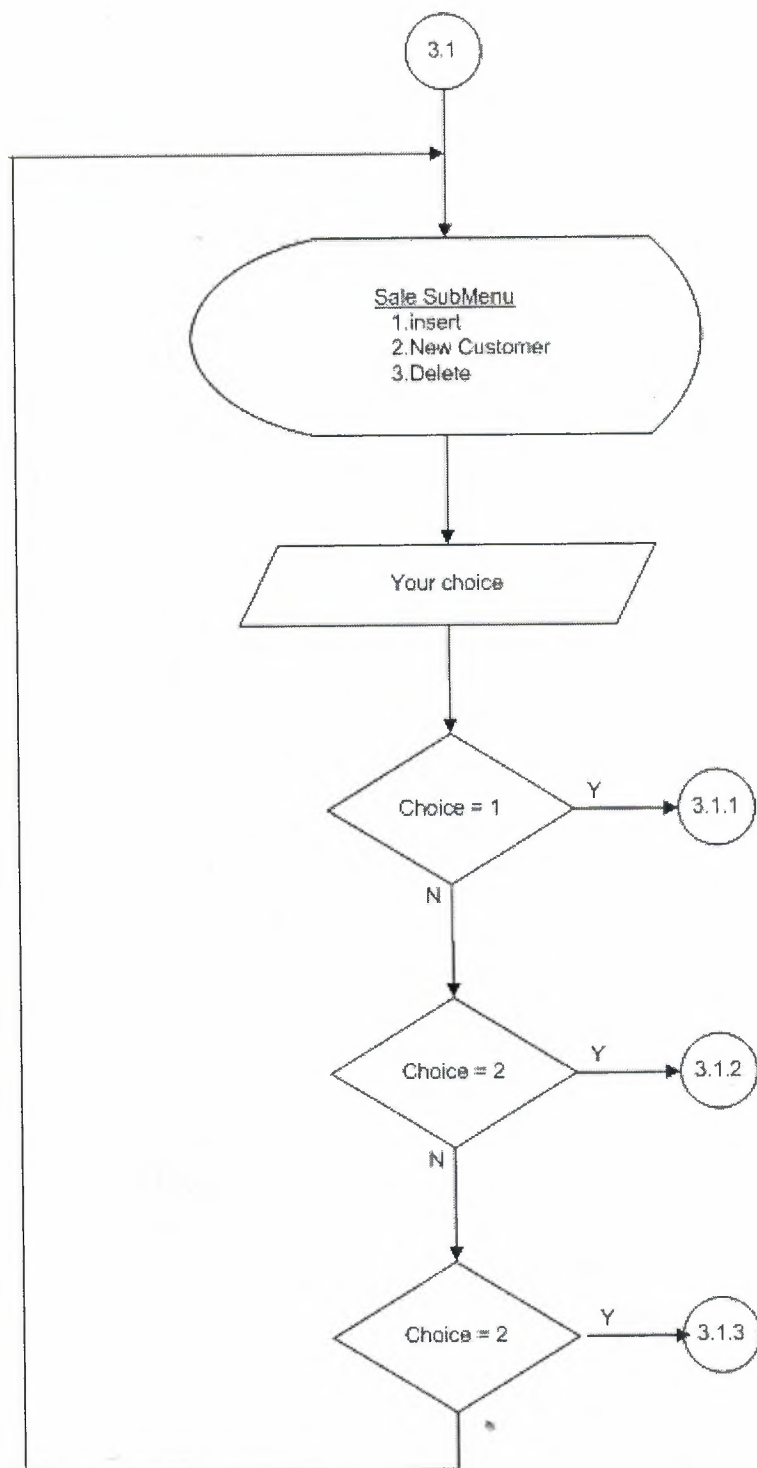 3.1
Sale SubMenu
1.insert
2.New Customer
3.Delete
Your choice
Choice = 1
Y
3.1.1
N
Choice = 2
Y
3.1.2
N
Choice = 2
Y
3.1.3